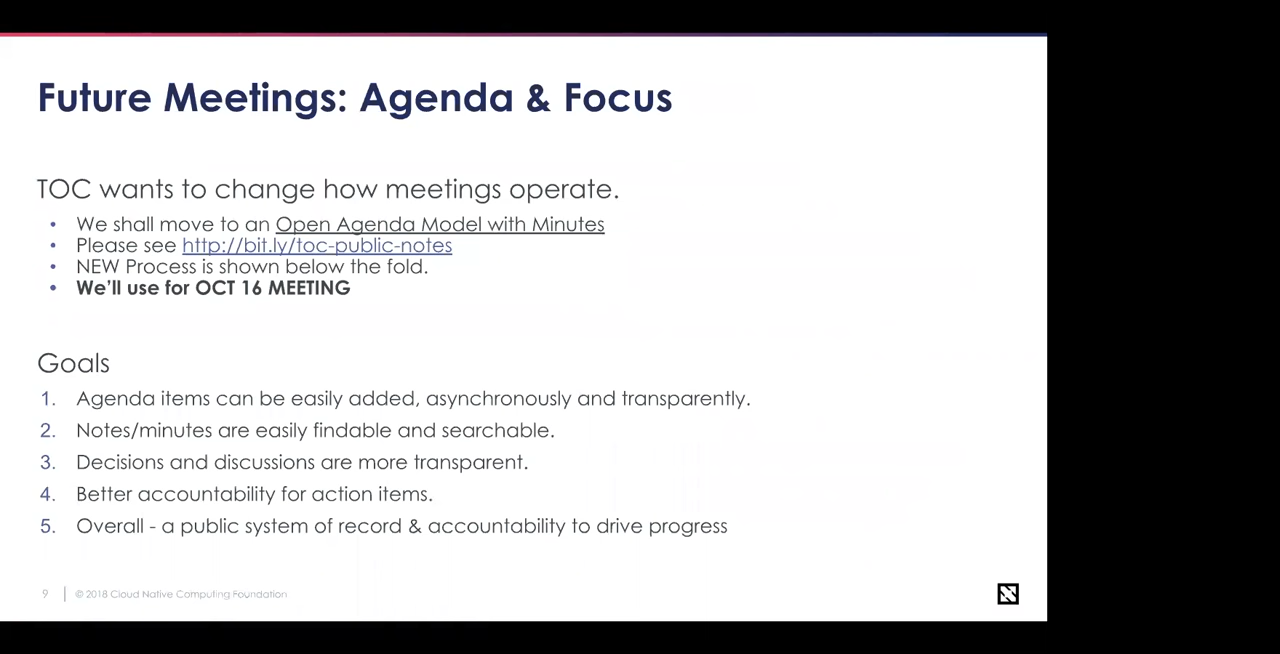 Future Meetings: Agenda & Focus
TOC wants to change how meetings operate.
• We shall move to an Open Agenda Model with Minutes
• Please see http://bit.ly/toc-public-notes
• NEW Process is shown below the fold.
• We'll use for OCT 16 MEETING
Goals
1. Agenda items can be easily added, asynchronously and transparently.
2. Notes/minutes are easily findable and searchable.
3. Decisions and discussions are more transparent.
4. Better accountability for action items.
5. Overall - a public system of record & accountability to drive progress
9 | © 2018 Cloud Native Computing Foundation